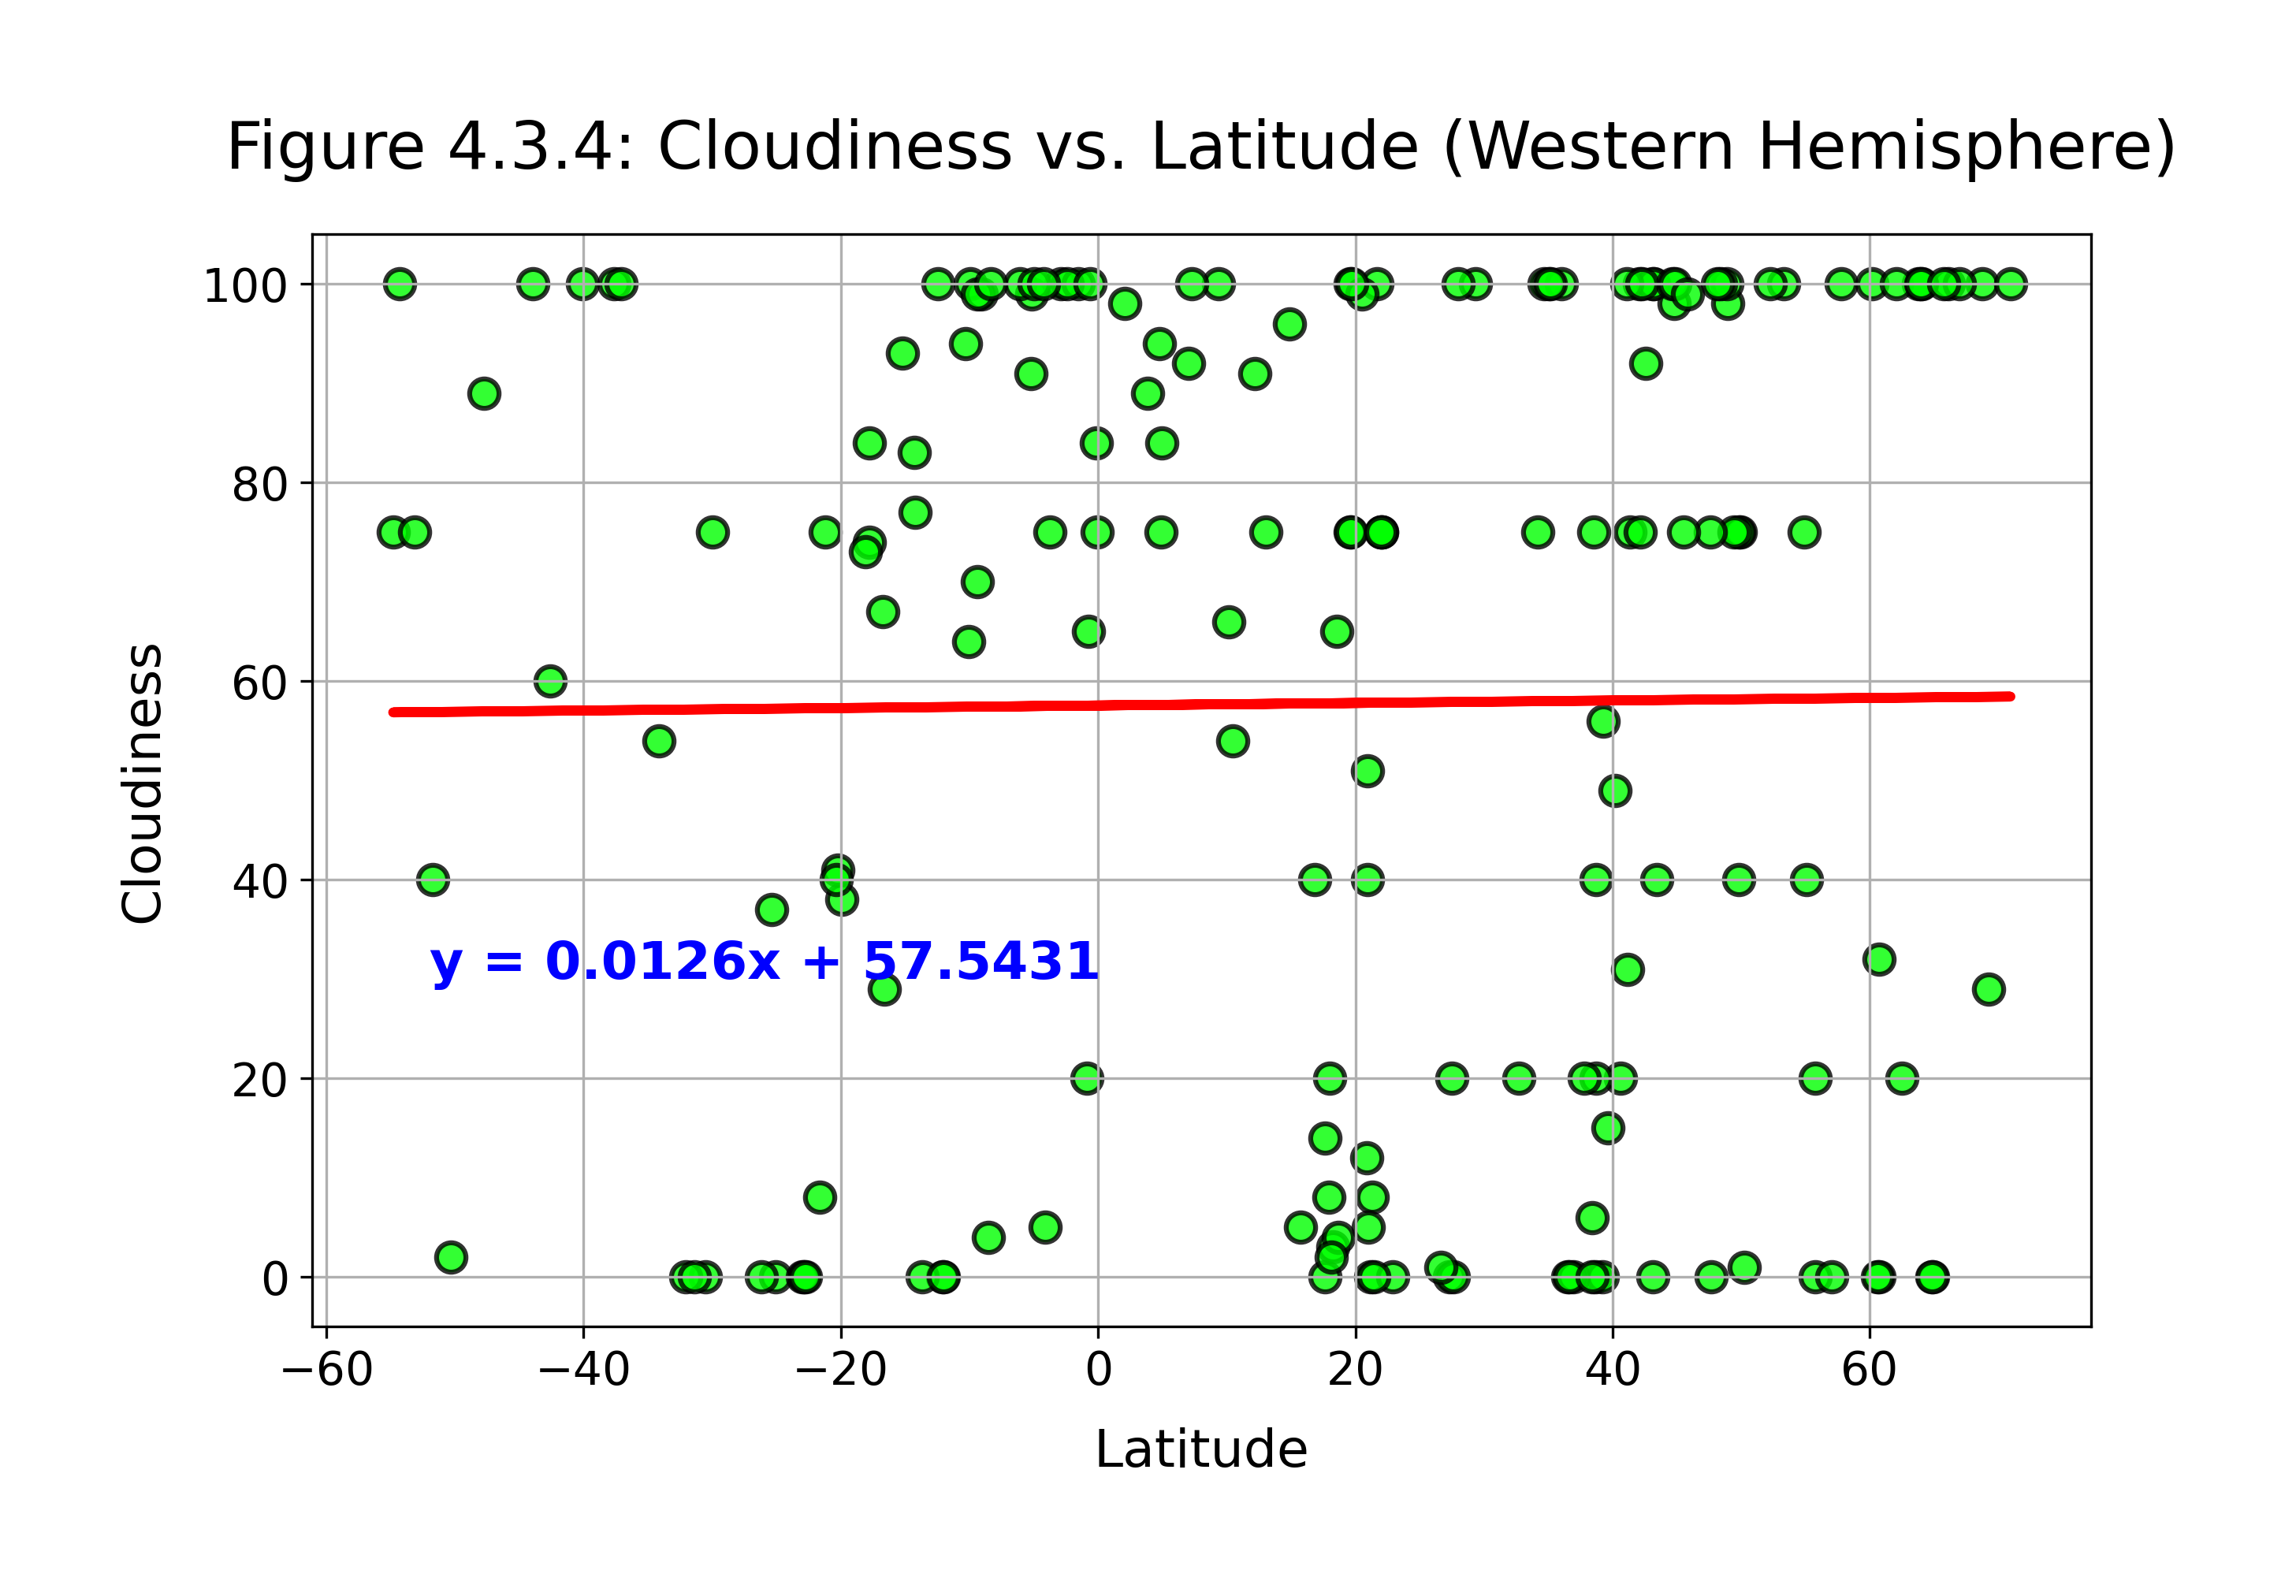 Figure 4.3.4: Cloudiness vs. Latitude (Western Hemisphere)
100
80
60
40
20
0
Cloudiness
y = 0.0126x + 57.5431
−60 −40 −20 0 20 40 60
Latitude